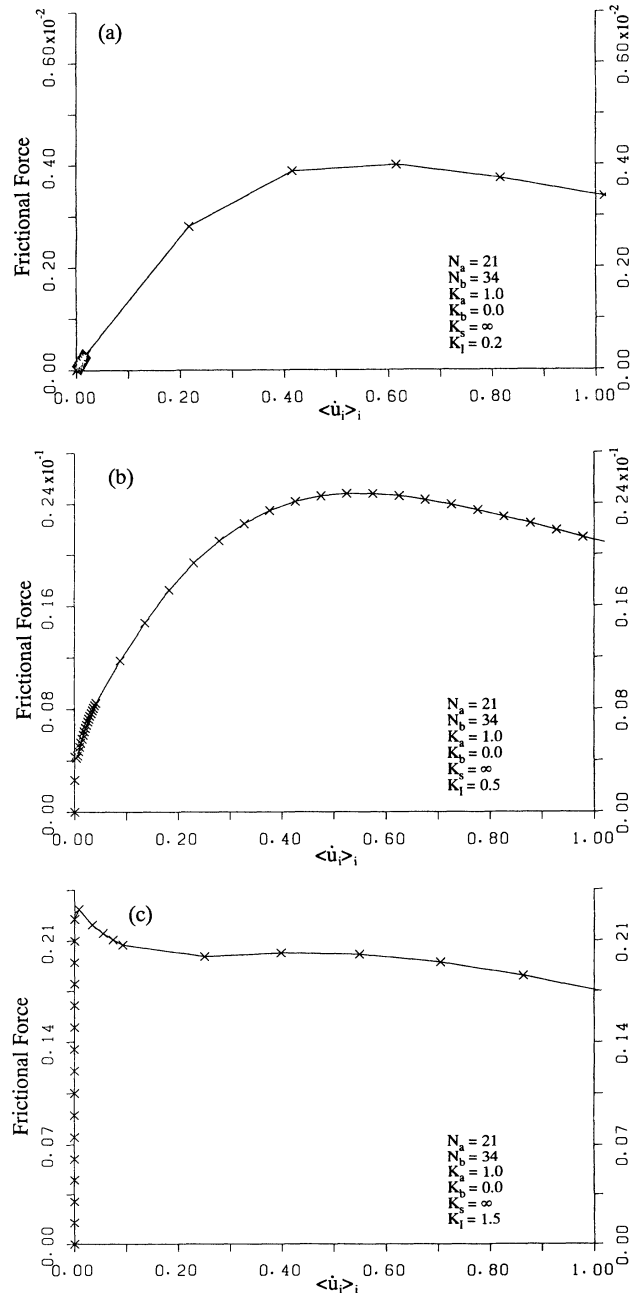 (a)
0.60x10⁻²
0.40
0.20
0.00
Frictional Force
0.60x10⁻²
0.40
0.20
0.00
N_a = 21
N_b = 34
K_a = 1.0
K_b = 0.0
K_s = ∞
K_I = 0.2
0.00 0.20 0.40 0.60 0.80 1.00
<u̇_i>_i
(b)
0.24x10⁻¹
0.16
0.08
0.00
Frictional Force
0.24x10⁻¹
0.16
0.08
0.00
N_a = 21
N_b = 34
K_a = 1.0
K_b = 0.0
K_s = ∞
K_I = 0.5
0.00 0.20 0.40 0.60 0.80 1.00
<u̇_i>_i
(c)
0.21
0.14
0.07
0.00
Frictional Force
0.21
0.14
0.07
0.00
N_a = 21
N_b = 34
K_a = 1.0
K_b = 0.0
K_s = ∞
K_I = 1.5
0.00 0.20 0.40 0.60 0.80 1.00
<u̇_i>_i